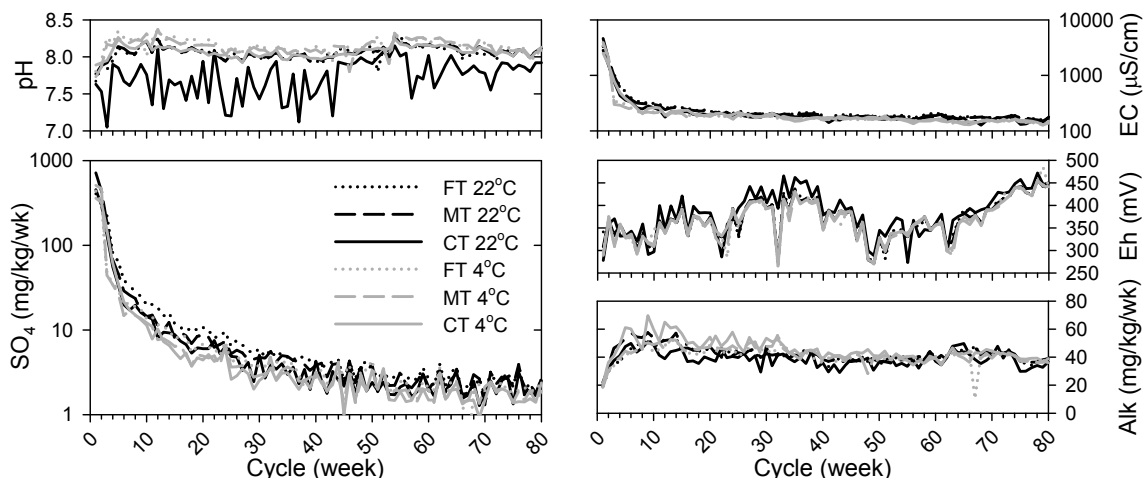 8.5
8.0
7.5
7.0
pH
1000
100
10
1
SO4 (mg/kg/wk)
FT 22°C
MT 22°C
CT 22°C
FT 4°C
MT 4°C
CT 4°C
0 10 20 30 40 50 60 70 80
Cycle (week)
10000
1000
100
EC (µS/cm)
500
450
400
350
300
250
Eh (mV)
80
60
40
20
0
Alk (mg/kg/wk)
0 10 20 30 40 50 60 70 80
Cycle (week)